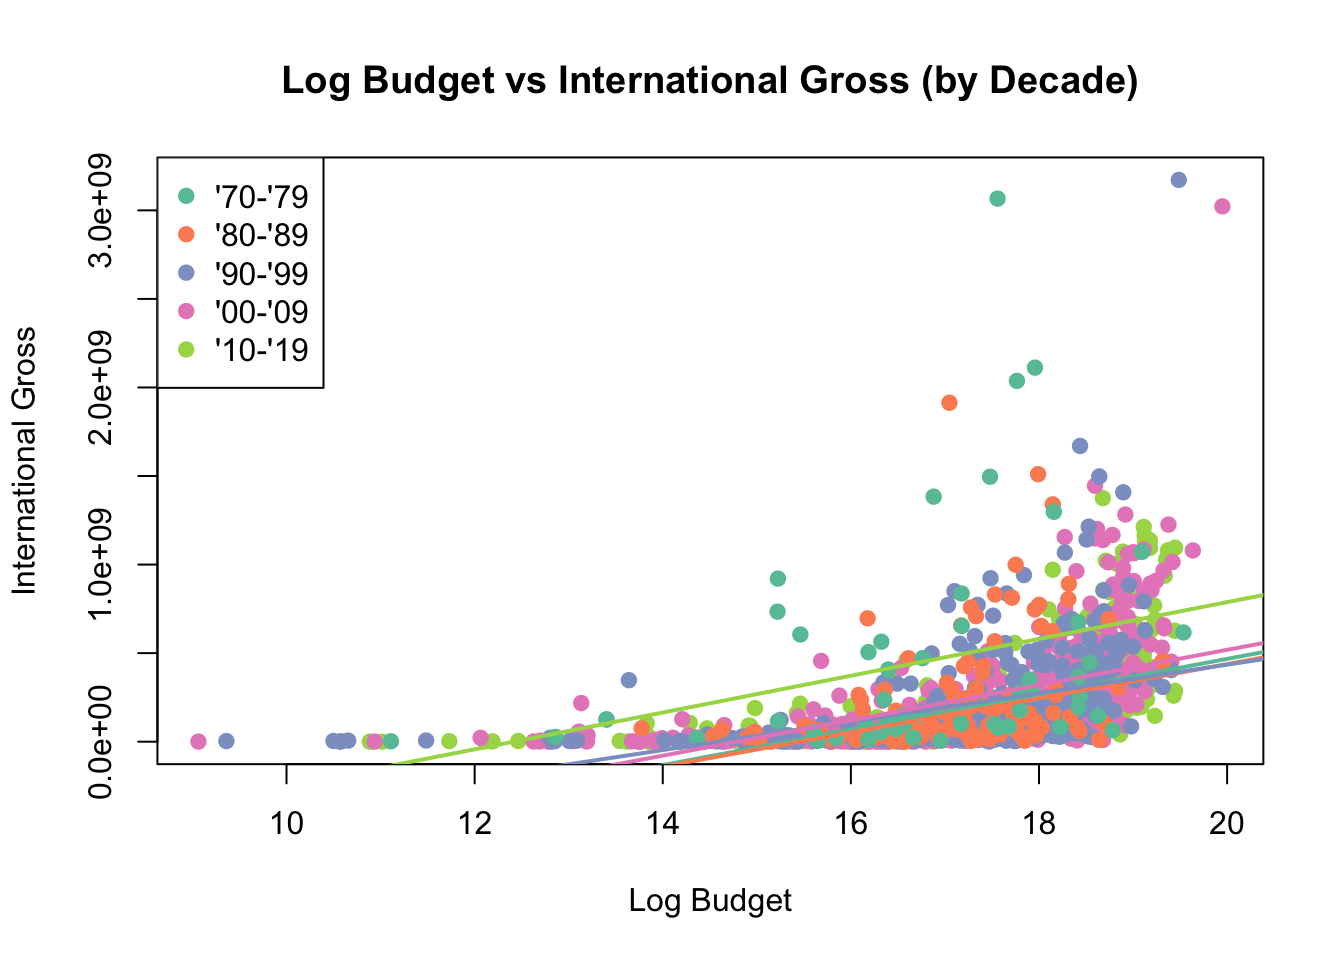 Log Budget vs International Gross (by Decade)
3.0e+09
2.0e+09
1.0e+09
0.0e+00
International Gross
'70-'79
'80-'89
'90-'99
'00-'09
'10-'19
10 12 14 16 18 20
Log Budget